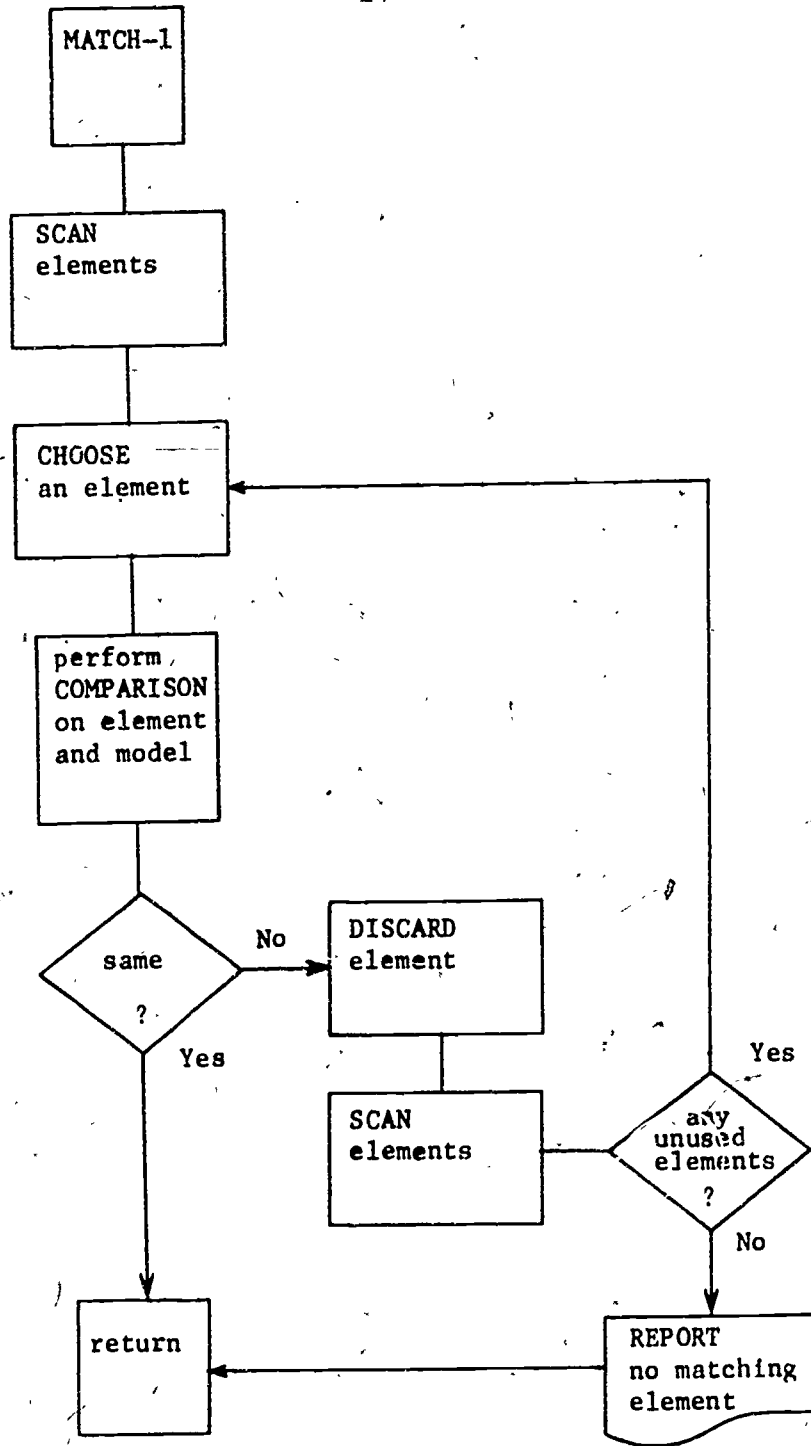 MATCH-1
SCAN
elements
CHOOSE
an element
perform
COMPARISON
on element
and model
same
?
No
Yes
DISCARD
element
SCAN
elements
any
unused
elements
?
Yes
No
REPORT
no matching
element
return